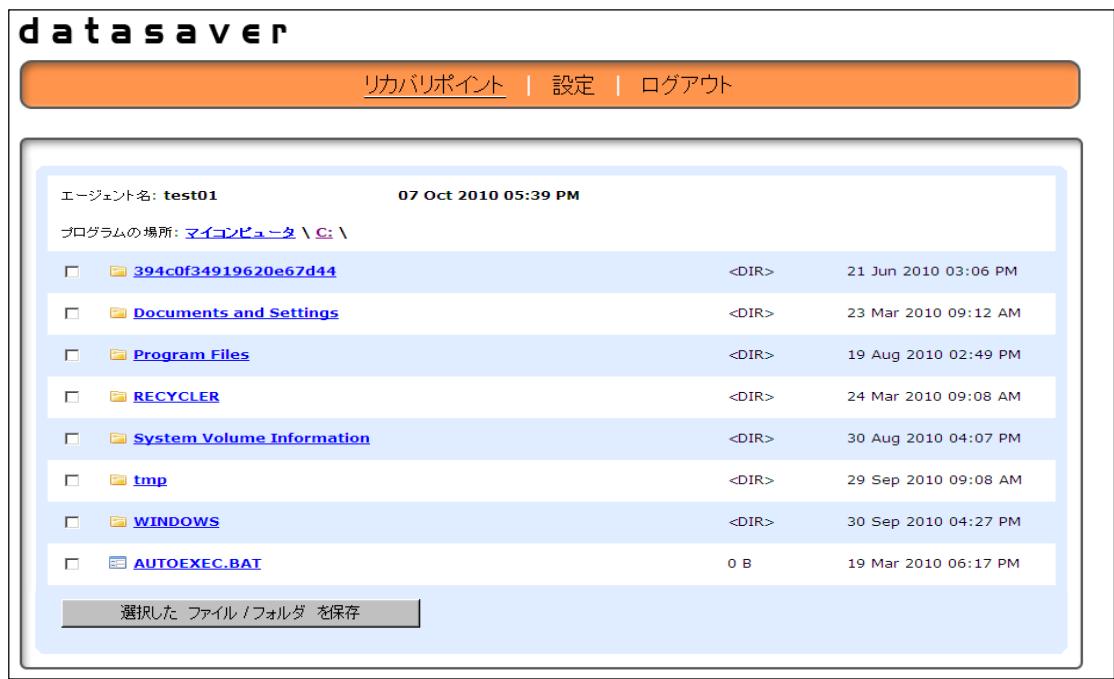 datasaver
リカバリポイント | 設定 | ログアウト
エージェント名: test01 07 Oct 2010 05:39 PM
プログラムの場所: マイコンピュータ \ C: \
394c0f34919620e67d44 <DIR> 21 Jun 2010 03:06 PM
Documents and Settings <DIR> 23 Mar 2010 09:12 AM
Program Files <DIR> 19 Aug 2010 02:49 PM
RECYCLER <DIR> 24 Mar 2010 09:08 AM
System Volume Information <DIR> 30 Aug 2010 04:07 PM
tmp <DIR> 29 Sep 2010 09:08 AM
WINDOWS <DIR> 30 Sep 2010 04:27 PM
AUTOEXEC.BAT 0 B 19 Mar 2010 06:17 PM
選択した ファイル / フォルダ を保存